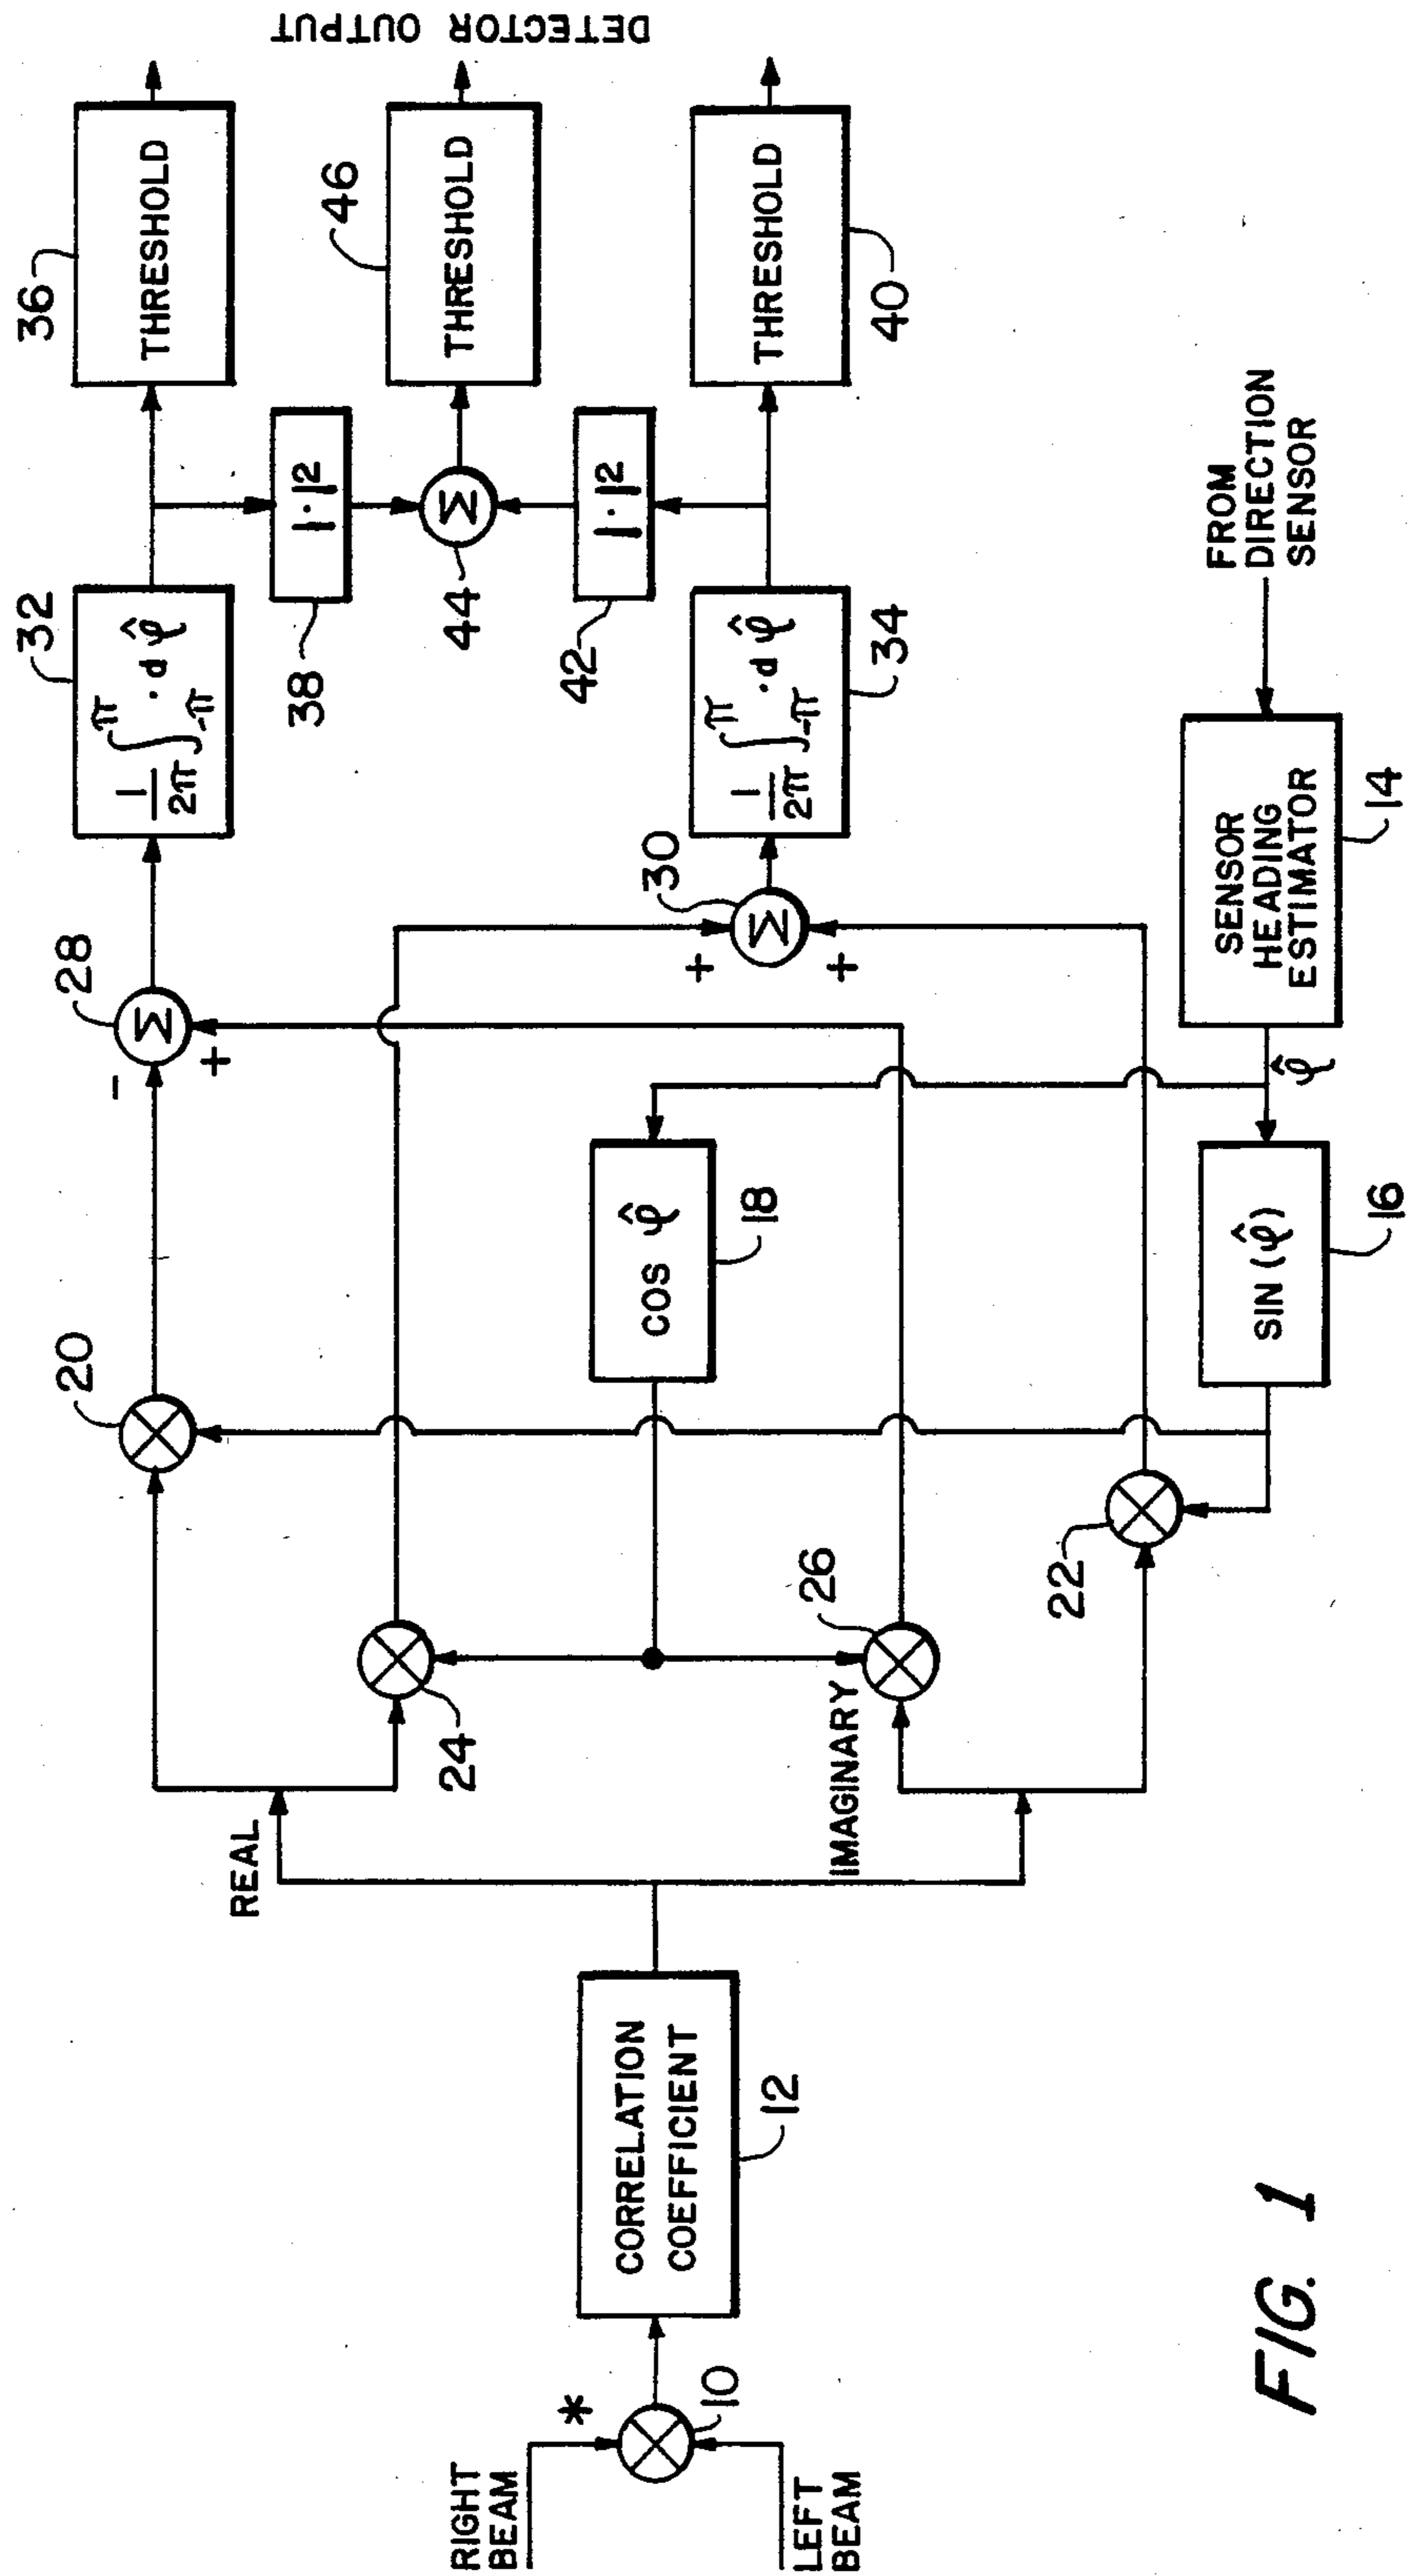 RIGHT
BEAM
*
LEFT
BEAM
10
CORRELATION
COEFFICIENT
12
REAL
IMAGINARY
20
24
26
22
COS φ̂
18
SIN (φ̂)
16
φ̂
SENSOR
HEADING
ESTIMATOR
14
FROM
DIRECTION
SENSOR
28
-
+
Σ
30
+
+
Σ
32
1/2π ∫ π -π · d φ̂
34
1/2π ∫ π -π · d φ̂
38
|·|²
42
|·|²
44
Σ
36
THRESHOLD
46
THRESHOLD
40
THRESHOLD
DETECTOR OUTPUT
FIG. 1